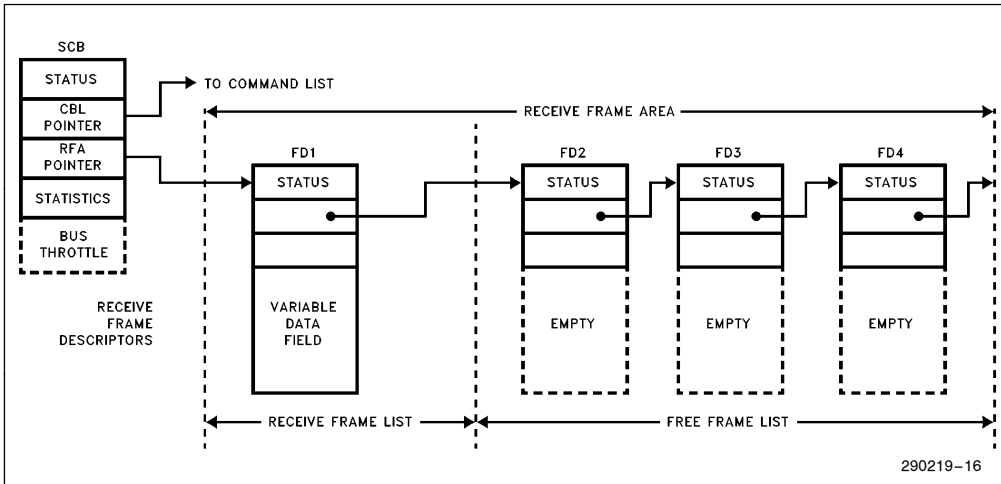 SCB
STATUS
CBL
POINTER
RFA
POINTER
STATISTICS
BUS
THROTTLE
TO COMMAND LIST
RECEIVE FRAME AREA
RECEIVE
FRAME
DESCRIPTORS
FD1
STATUS
VARIABLE
DATA
FIELD
FD2
STATUS
EMPTY
FD3
STATUS
EMPTY
FD4
STATUS
EMPTY
RECEIVE FRAME LIST
FREE FRAME LIST
290219–16